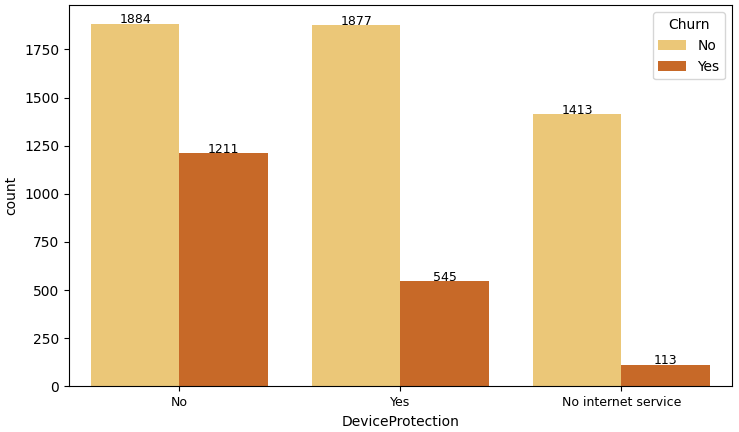 1884
1877
Churn
No
Yes
1413
1211
545
113
count
1750
1500
1250
1000
750
500
250
0
No
Yes
No internet service
DeviceProtection